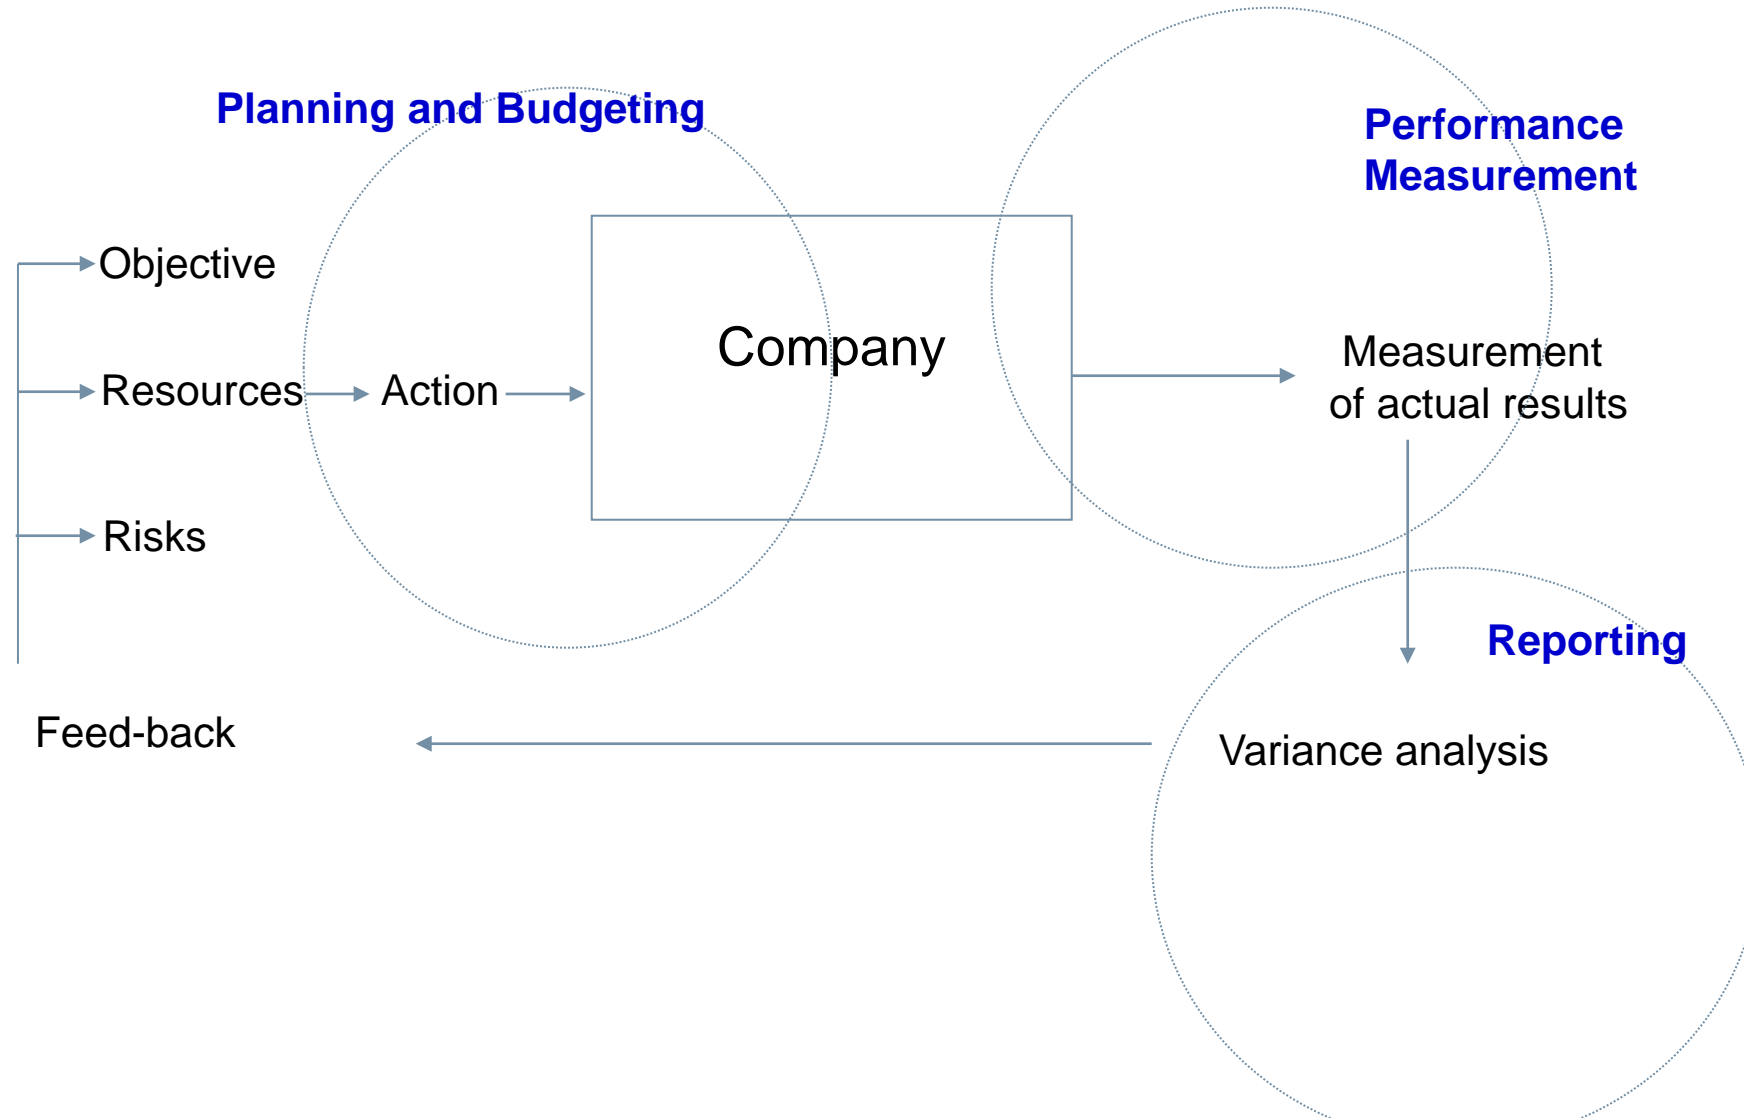 Planning and Budgeting
Performance
Measurement
Objective
Company
Measurement
of actual results
Resources
Action
Risks
Reporting
Feed-back
Variance analysis